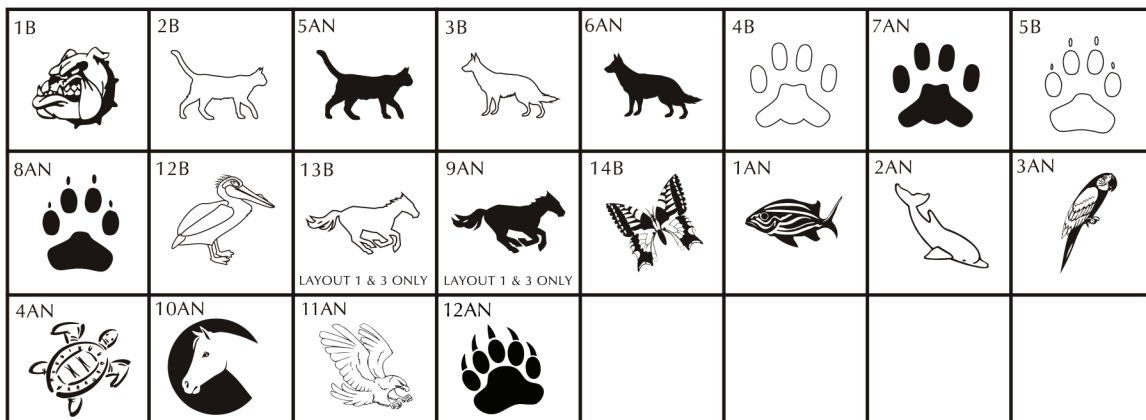 1B
2B
5AN
3B
6AN
4B
7AN
5B
8AN
12B
13B
LAYOUT 1 & 3 ONLY
9AN
LAYOUT 1 & 3 ONLY
14B
1AN
2AN
3AN
4AN
10AN
11AN
12AN